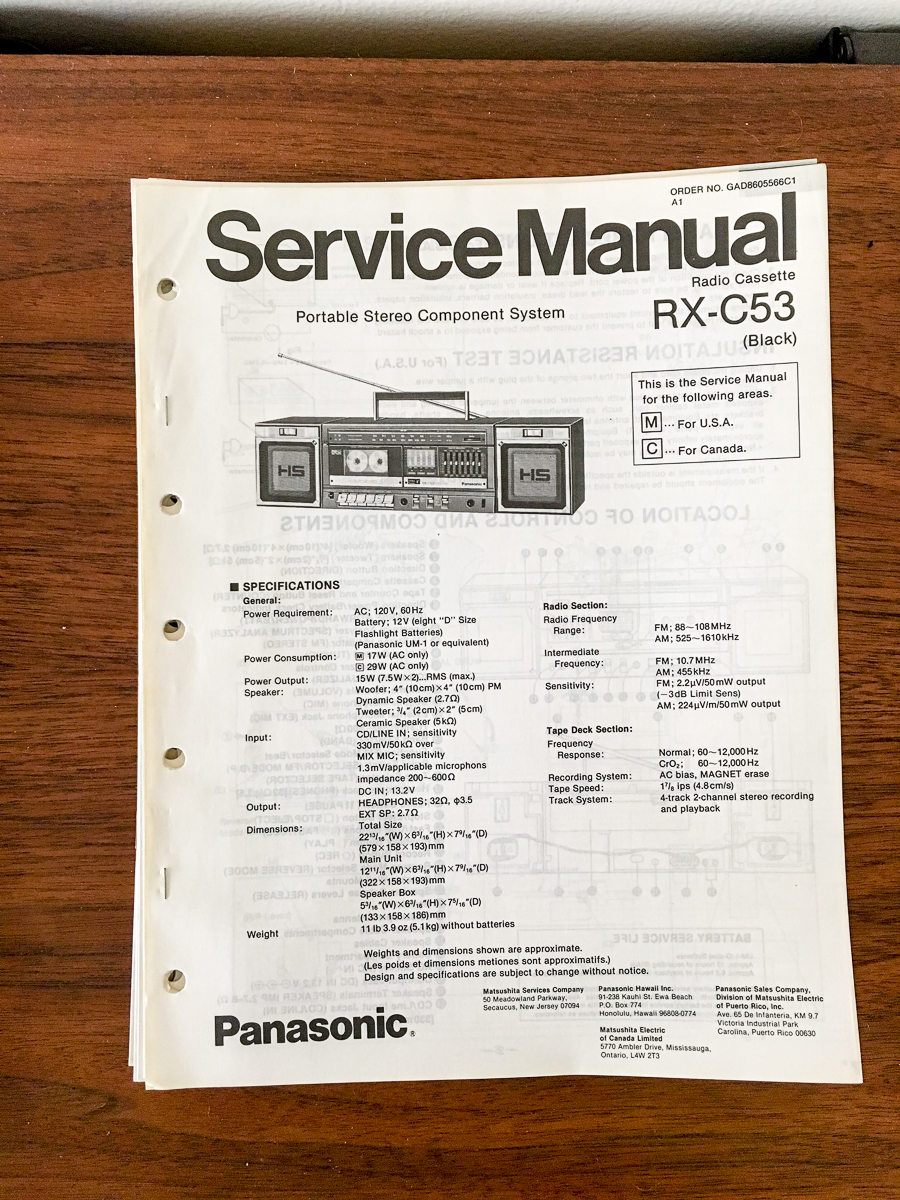 ORDER NO. GAD8605566C1
A1
Service Manual
Radio Cassette
RX-C53
(Black)
Portable Stereo Component System
This is the Service Manual
for the following areas.
M ... For U.S.A.
C ... For Canada.
HS
Panasonic
HS
■ SPECIFICATIONS
General:
Power Requirement: AC; 120V, 60Hz
Battery; 12V (eight "D" Size
Flashlight Batteries)
(Panasonic UM-1 or equivalent)
Power Consumption: M 17W (AC only)
C 29W (AC only)
Power Output: 15W (7.5W×2)...RMS (max.)
Speaker: Woofer; 4" (10cm)×4" (10cm) PM
Dynamic Speaker (2.7Ω)
Tweeter; 3/4" (2cm)×2" (5cm)
Ceramic Speaker (5kΩ)
Input: CD/LINE IN; sensitivity
330mV/50kΩ over
MIX MIC; sensitivity
1.3mV/applicable microphons
impedance 200~600Ω
DC IN; 13.2V
Output: HEADPHONES; 32Ω, φ3.5
EXT SP: 2.7Ω
Dimensions: Total Size
22 13/16"(W)×6 3/16"(H)×7 9/16"(D)
(579×158×193)mm
Main Unit
12 11/16"(W)×6 3/16"(H)×7 9/16"(D)
(322×158×193)mm
Speaker Box
5 3/16"(W)×6 3/16"(H)×7 5/16"(D)
(133×158×186)mm
Weight 11 lb 3.9 oz (5.1kg) without batteries
Radio Section:
Radio Frequency
Range: FM; 88~108MHz
AM; 525~1610kHz
Intermediate
Frequency: FM; 10.7MHz
AM; 455kHz
Sensitivity: FM; 2.2μV/50mW output
(−3dB Limit Sens)
AM; 224μV/m/50mW output
Tape Deck Section:
Frequency
Response: Normal; 60~12,000Hz
CrO2; 60~12,000Hz
Recording System: AC bias, MAGNET erase
Tape Speed: 1 7/8 ips (4.8cm/s)
Track System: 4-track 2-channel stereo recording
and playback
Weights and dimensions shown are approximate.
(Les poids et dimensions metiones sont approximatifs.)
Design and specifications are subject to change without notice.
Panasonic®
Matsushita Services Company
50 Meadowland Parkway,
Secaucus, New Jersey 07094
Panasonic Hawaii Inc.
91-238 Kauhi St. Ewa Beach
P.O. Box 774
Honolulu, Hawaii 96808-0774
Matsushita Electric
of Canada Limited
5770 Ambler Drive, Mississauga,
Ontario, L4W 2T3
Panasonic Sales Company,
Division of Matsushita Electric
of Puerto Rico, Inc.
Ave. 65 De Infanteria, KM 9.7
Victoria Industrial Park
Carolina, Puerto Rico 00630